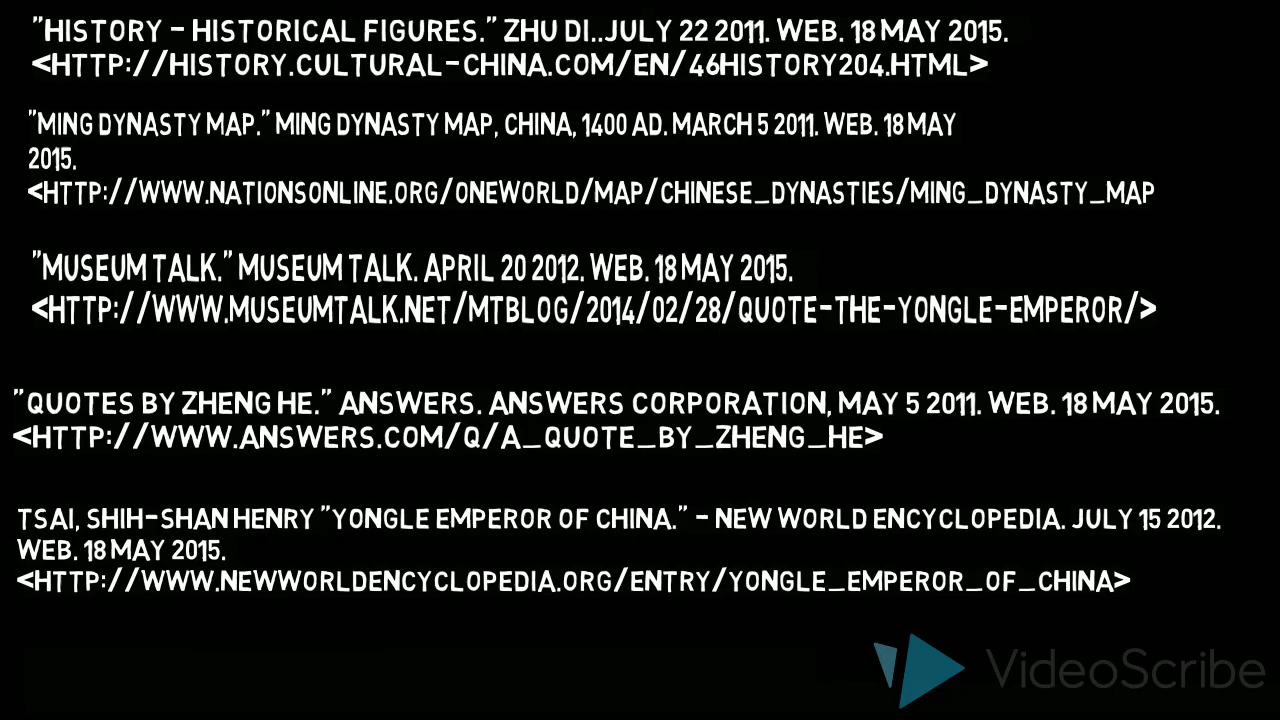 "HISTORY - HISTORICAL FIGURES." ZHU DI..JULY 22 2011. WEB. 18 MAY 2015.
<HTTP://HISTORY.CULTURAL-CHINA.COM/EN/46HISTORY204.HTML>
"MING DYNASTY MAP." MING DYNASTY MAP, CHINA, 1400 AD. MARCH 5 2011. WEB. 18 MAY
2015.
<HTTP://WWW.NATIONSONLINE.ORG/ONEWORLD/MAP/CHINESE_DYNASTIES/MING_DYNASTY_MAP
"MUSEUM TALK." MUSEUM TALK. APRIL 20 2012. WEB. 18 MAY 2015.
<HTTP://WWW.MUSEUMTALK.NET/MTBLOG/2014/02/28/QUOTE-THE-YONGLE-EMPEROR/>
"QUOTES BY ZHENG HE." ANSWERS. ANSWERS CORPORATION, MAY 5 2011. WEB. 18 MAY 2015.
<HTTP://WWW.ANSWERS.COM/Q/A_QUOTE_BY_ZHENG_HE>
TSAI, SHIH-SHAN HENRY "YONGLE EMPEROR OF CHINA." - NEW WORLD ENCYCLOPEDIA. JULY 15 2012.
WEB. 18 MAY 2015.
<HTTP://WWW.NEWWORLDENCYCLOPEDIA.ORG/ENTRY/YONGLE_EMPEROR_OF_CHINA>
VideoScribe